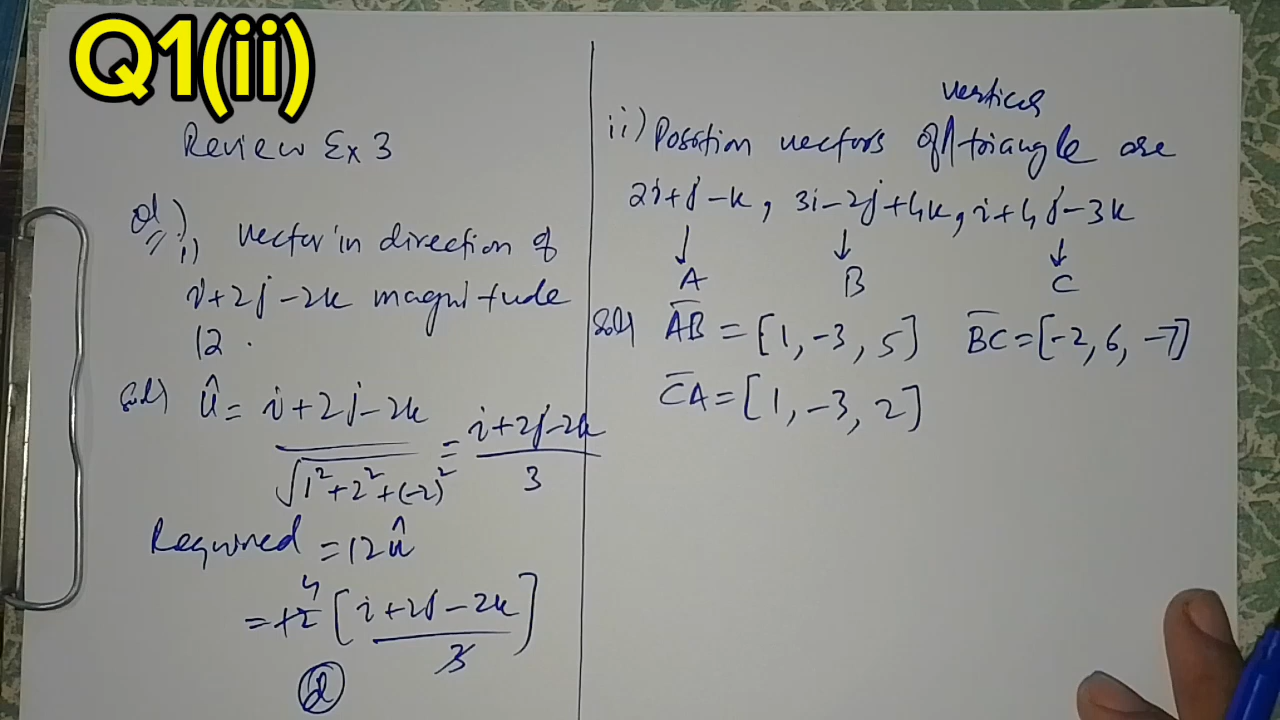 Q1(ii)
Review Ex 3
Q1) i) vector in direction of
i+2j-2k magnitude
12.
Sol) û = i+2j-2k / √1²+2²+(-2)² = i+2j-2k / 3
Required = 12û
= 12 4 [i+2j-2k / 3]
d
vertices
ii) Position vectors of ∧ triangle are
2i+j-k, 3i-2j+4k, i+4j-3k
↓ ↓ ↓
A B C
Sol) AB = [1, -3, 5] BC = [-2, 6, -7]
CA = [1, -3, 2]